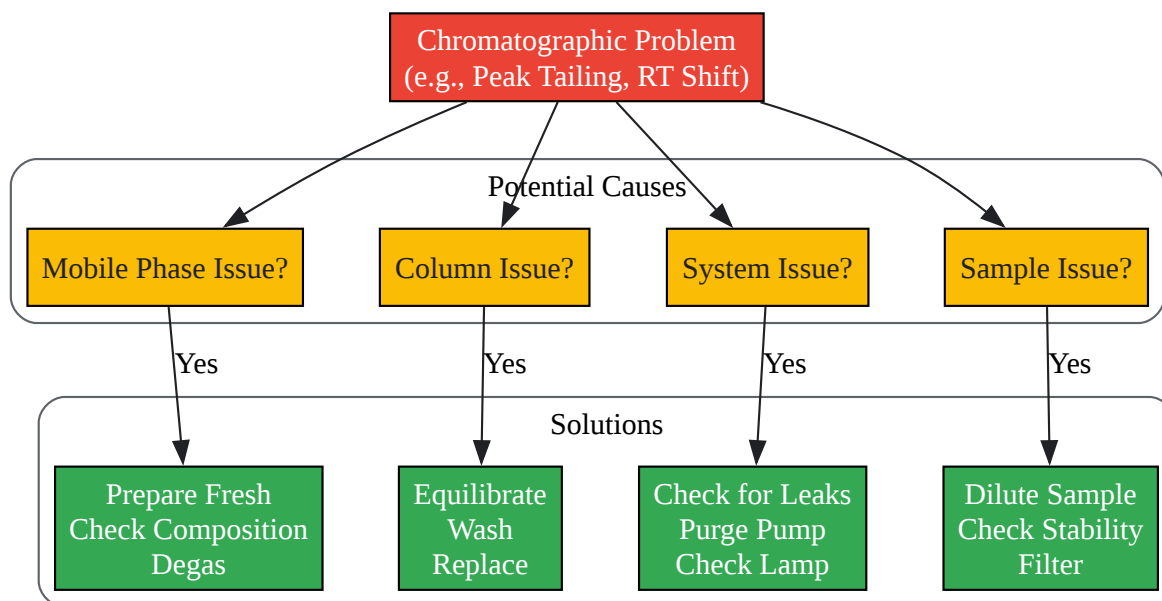 Chromatographic Problem
(e.g., Peak Tailing, RT Shift)
Potential Causes
Mobile Phase Issue?
Column Issue?
System Issue?
Sample Issue?
Yes
Yes
Yes
Yes
Solutions
Prepare Fresh
Check Composition
Degas
Equilibrate
Wash
Replace
Check for Leaks
Purge Pump
Check Lamp
Dilute Sample
Check Stability
Filter